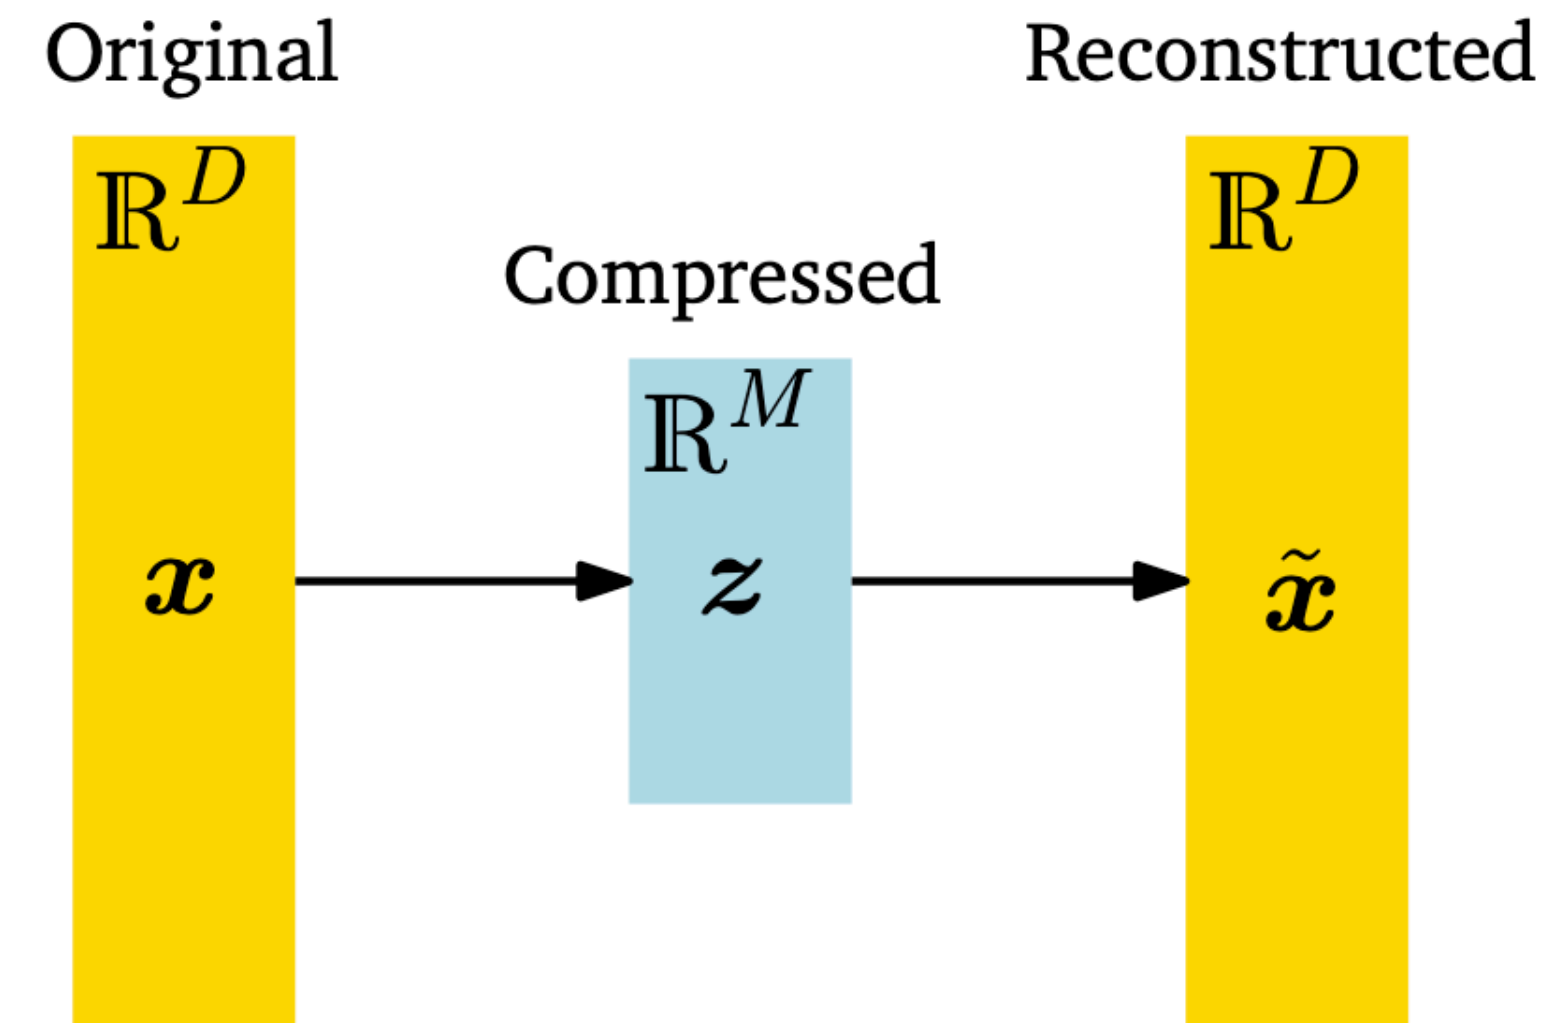 Original
Reconstructed
ℝ^D
ℝ^D
Compressed
ℝ^M
x
z
x̃